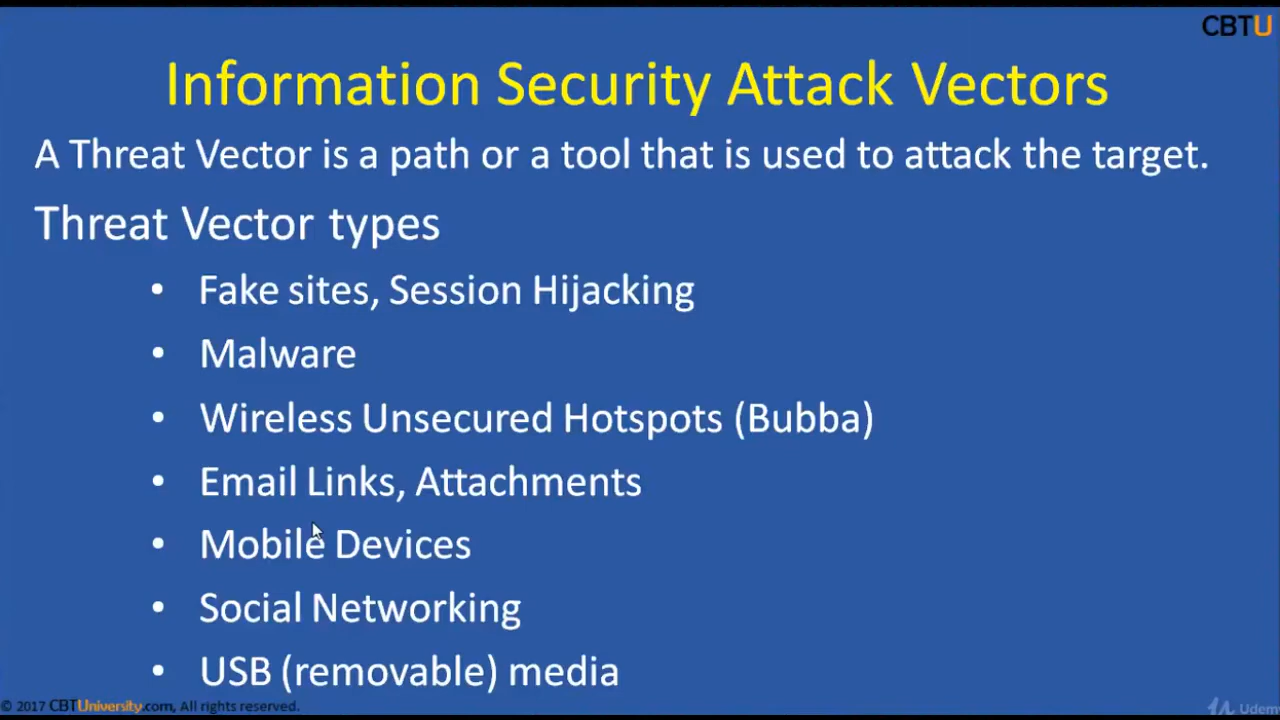 CBTU
Information Security Attack Vectors
A Threat Vector is a path or a tool that is used to attack the target.
Threat Vector types
• Fake sites, Session Hijacking
• Malware
• Wireless Unsecured Hotspots (Bubba)
• Email Links, Attachments
• Mobile Devices
• Social Networking
• USB (removable) media
© 2017 CBTUniversity.com, All rights reserved.